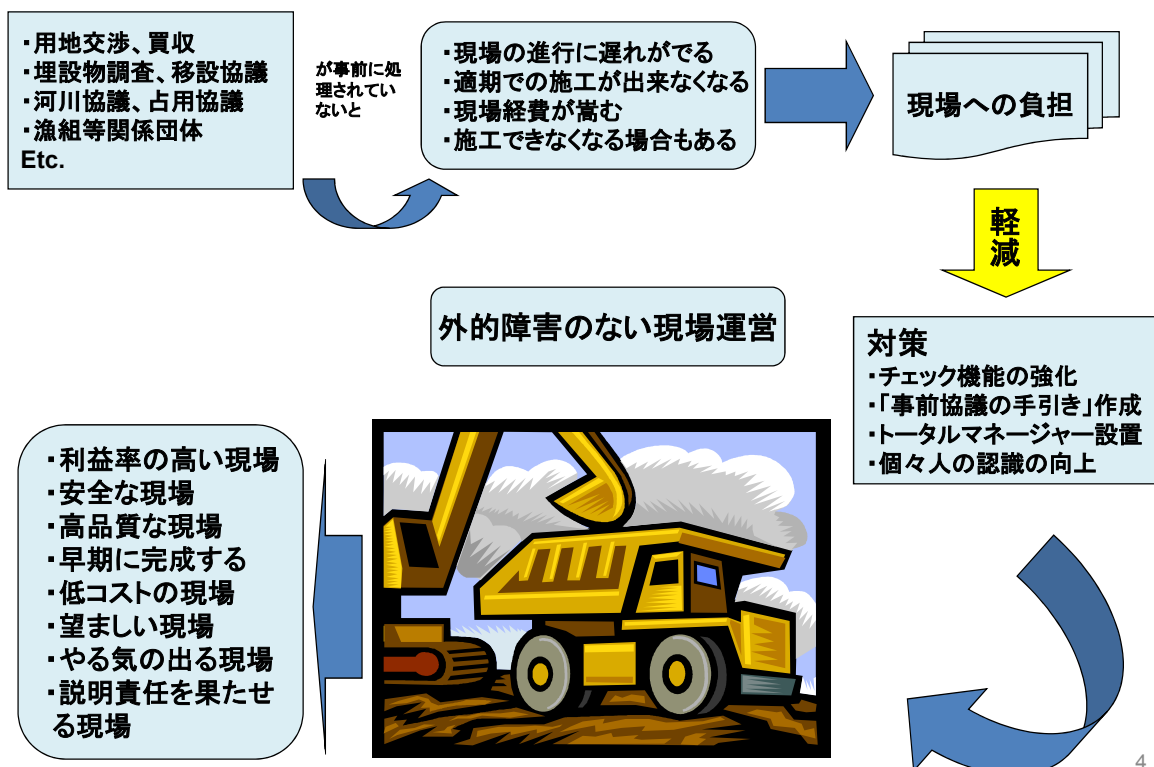 ・用地交渉、買収
・埋設物調査、移設協議
・河川協議、占用協議
・漁組等関係団体
Etc.
が事前に処
理されてい
ないと
・現場の進行に遅れがでる
・適期での施工が出来なくなる
・現場経費が嵩む
・施工できなくなる場合もある
現場への負担
軽
減
対策
・チェック機能の強化
・「事前協議の手引き」作成
・トータルマネージャー設置
・個々人の認識の向上
外的障害のない現場運営
・利益率の高い現場
・安全な現場
・高品質な現場
・早期に完成する
・低コストの現場
・望ましい現場
・やる気の出る現場
・説明責任を果たせ
る現場
4